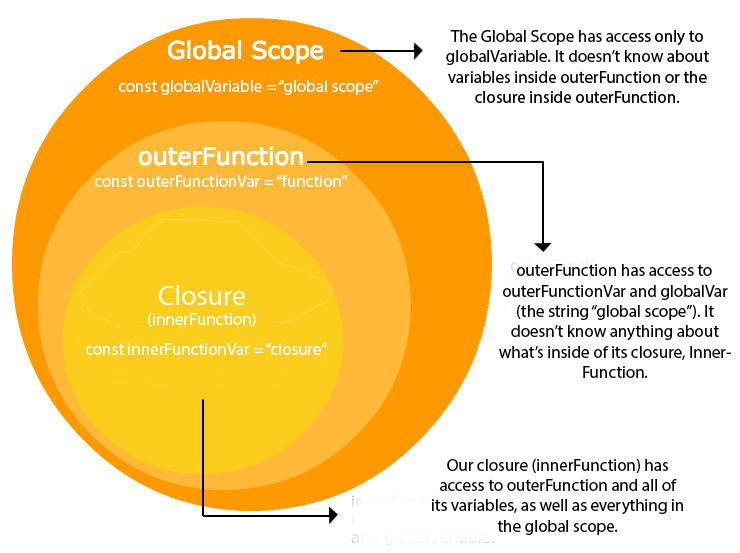 Global Scope
const globalVariable = “global scope”
The Global Scope has access only to
globalVariable. It doesn’t know about
variables inside outerFunction or the
closure inside outerFunction.
outerFunction
const outerFunctionVar = “function”
outerFunction has access to
outerFunctionVar and globalVar
(the string “global scope”). It
doesn’t know anything about
what’s inside of its closure, Inner-
Function.
Closure
(innerFunction)
const innerFunctionVar = “closure”
Our closure (innerFunction) has
access to outerFunction and all of
its variables, as well as everything in
the global scope.
and globalVariable.